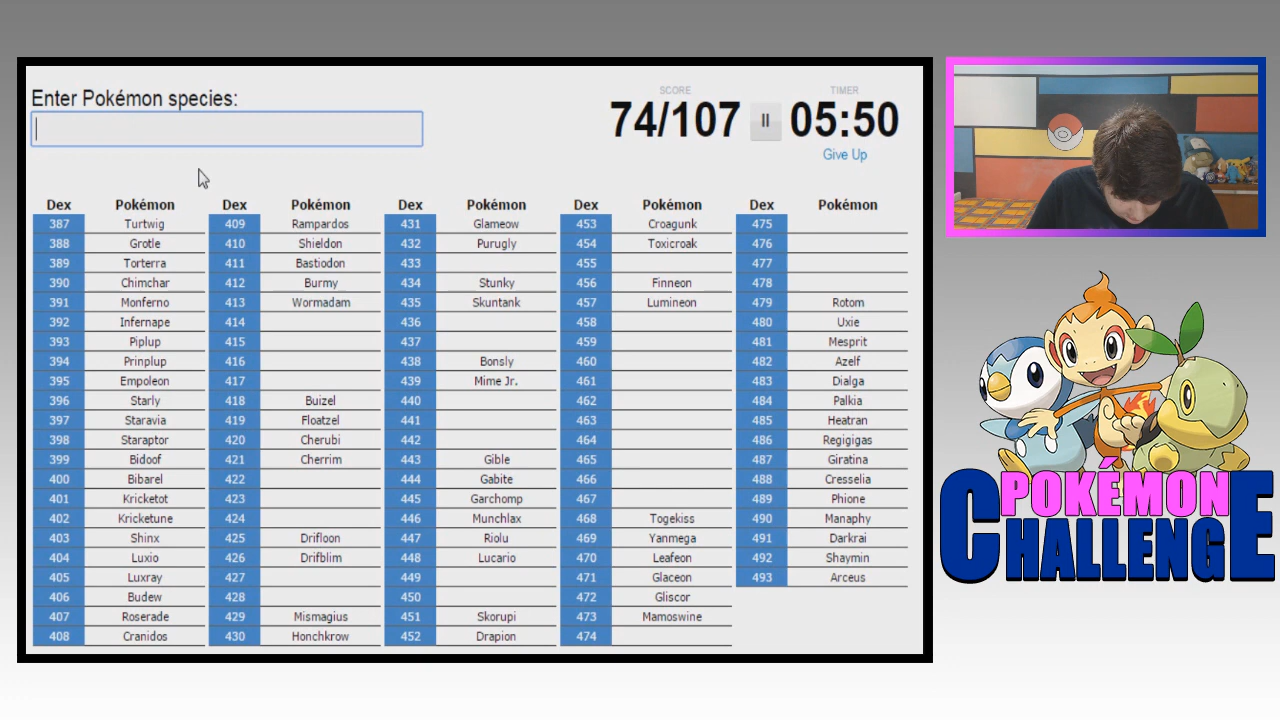 Enter Pokémon species:
SCORE TIMER
74/107 II 05:50
Give Up
Dex Pokémon Dex Pokémon Dex Pokémon Dex Pokémon Dex Pokémon
387 Turtwig 409 Rampardos 431 Glameow 453 Croagunk 475
388 Grotle 410 Shieldon 432 Purugly 454 Toxicroak 476
389 Torterra 411 Bastiodon 433 455 477
390 Chimchar 412 Burmy 434 Stunky 456 Finneon 478
391 Monferno 413 Wormadam 435 Skuntank 457 Lumineon 479 Rotom
392 Infernape 414 436 458 480 Uxie
393 Piplup 415 437 459 481 Mesprit
394 Prinplup 416 438 Bonsly 460 482 Azelf
395 Empoleon 417 439 Mime Jr. 461 483 Dialga
396 Starly 418 Buizel 440 462 484 Palkia
397 Staravia 419 Floatzel 441 463 485 Heatran
398 Staraptor 420 Cherubi 442 464 486 Regigigas
399 Bidoof 421 Cherrim 443 Gible 465 487 Giratina
400 Bibarel 422 444 Gabite 466 488 Cresselia
401 Kricketot 423 445 Garchomp 467 489 Phione
402 Kricketune 424 446 Munchlax 468 Togekiss 490 Manaphy
403 Shinx 425 Drifloon 447 Riolu 469 Yanmega 491 Darkrai
404 Luxio 426 Drifblim 448 Lucario 470 Leafeon 492 Shaymin
405 Luxray 427 449 471 Glaceon 493 Arceus
406 Budew 428 450 472 Gliscor
407 Roserade 429 Mismagius 451 Skorupi 473 Mamoswine
408 Cranidos 430 Honchkrow 452 Drapion 474
POKÉMON
CHALLENGE